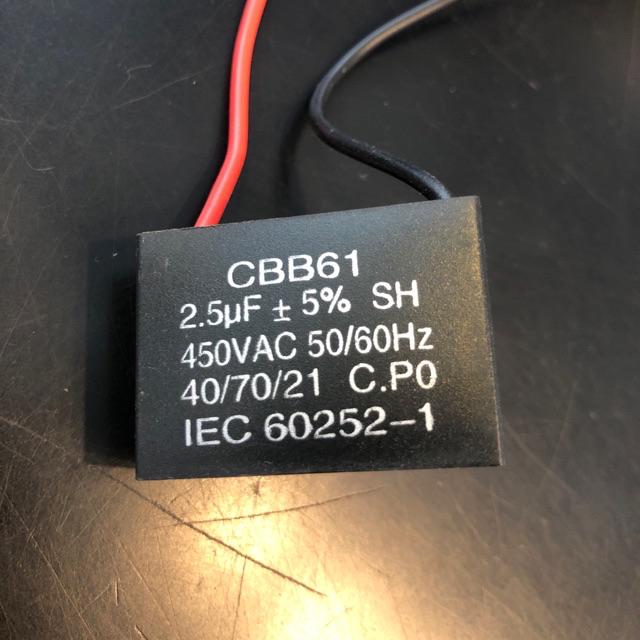 CBB61
2.5µF ± 5% SH
450VAC 50/60Hz
40/70/21 C.P0
IEC 60252-1